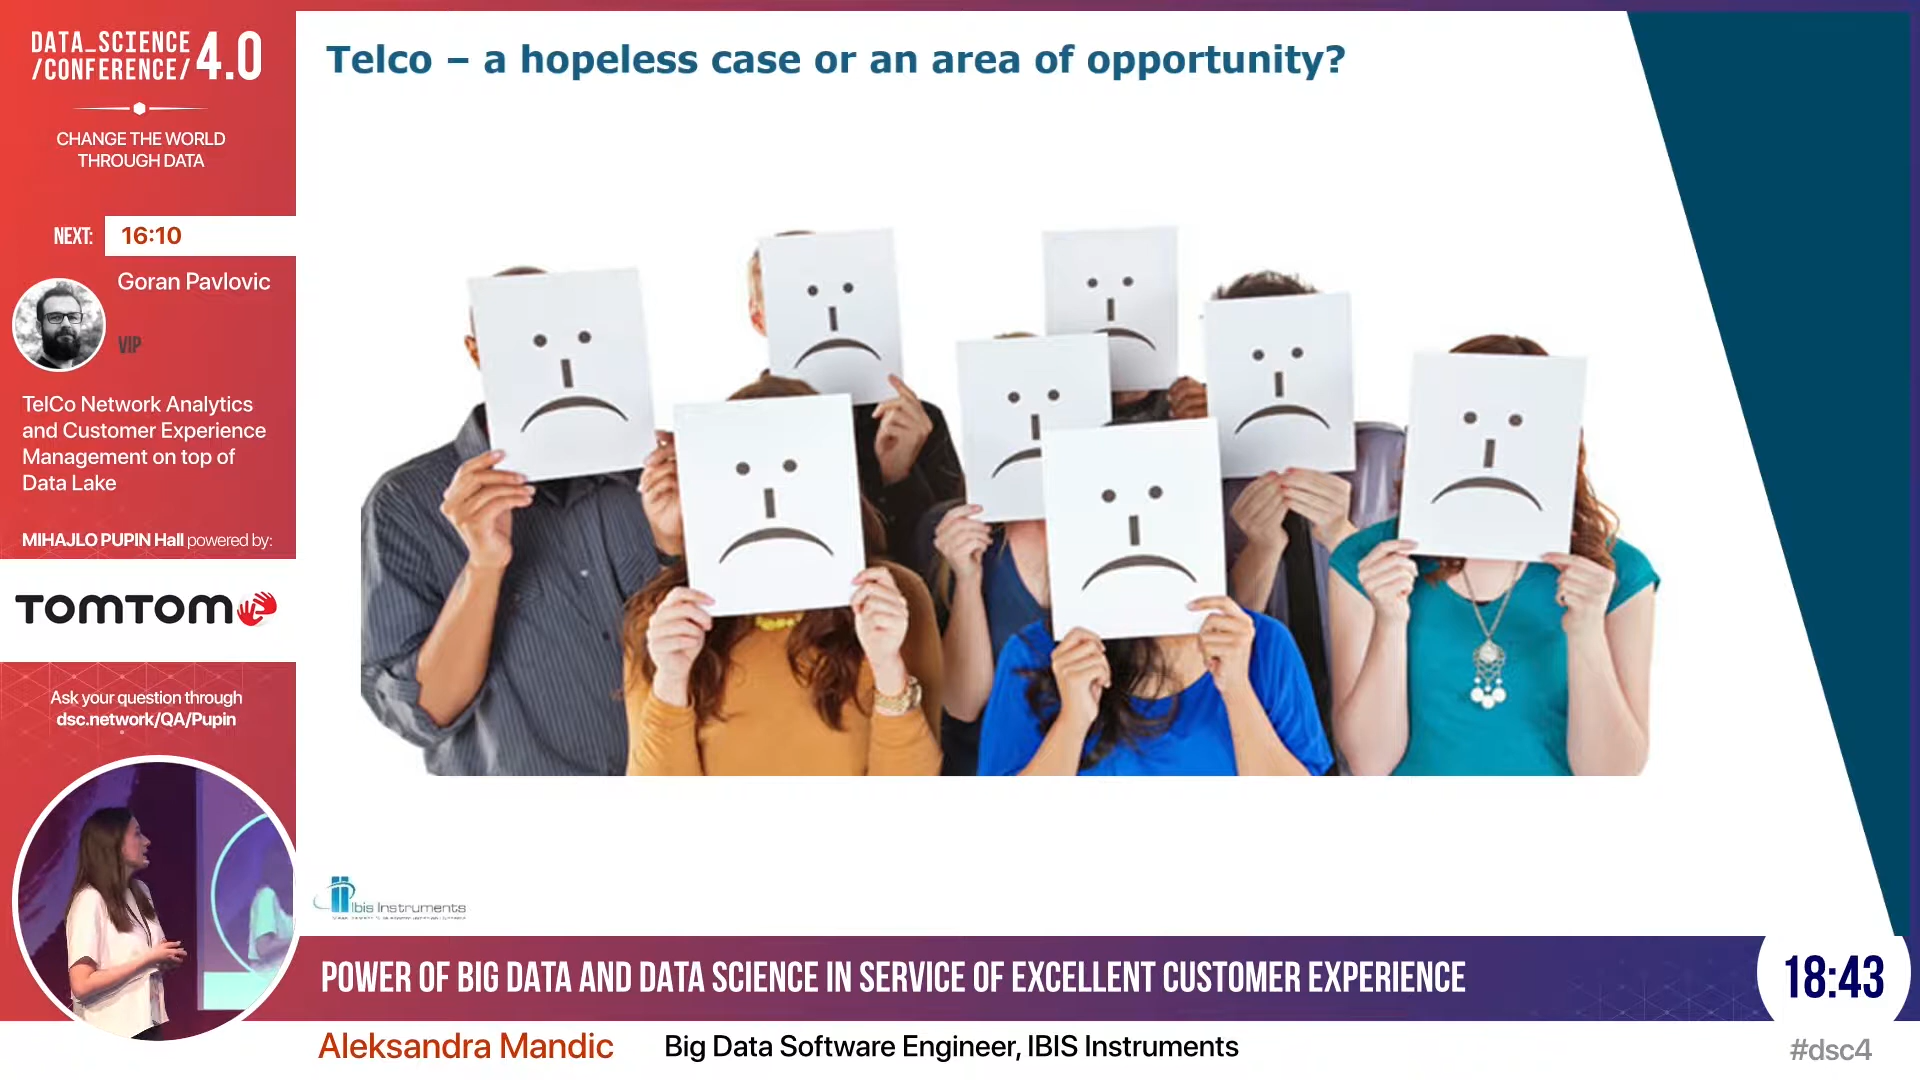 DATA_SCIENCE
/CONFERENCE/ 4.0
CHANGE THE WORLD
THROUGH DATA
NEXT: 16:10
Goran Pavlovic
VIP
TelCo Network Analytics
and Customer Experience
Management on top of
Data Lake
MIHAJLO PUPIN Hall powered by:
TOMTOM
Ask your question through
dsc.network/QA/Pupin
Telco – a hopeless case or an area of opportunity?
Ibis Instruments
POWER OF BIG DATA AND DATA SCIENCE IN SERVICE OF EXCELLENT CUSTOMER EXPERIENCE
18:43
Aleksandra Mandic Big Data Software Engineer, IBIS Instruments
#dsc4